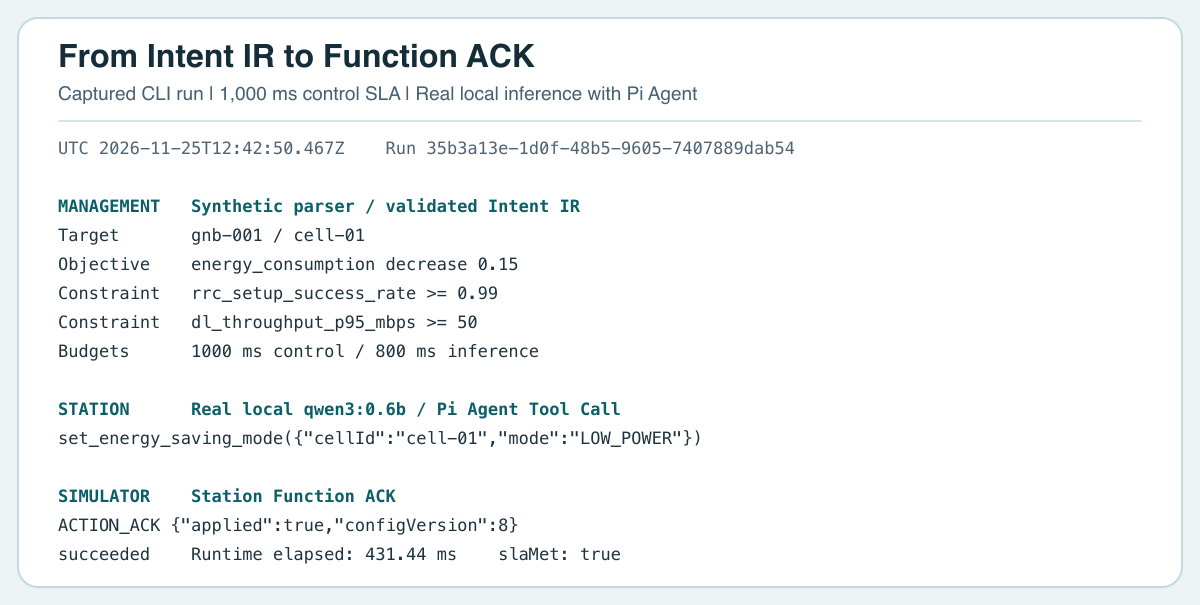 From Intent IR to Function ACK
Captured CLI run | 1,000 ms control SLA | Real local inference with Pi Agent
UTC 2026-11-25T12:42:50.467Z    Run 35b3a13e-1d0f-48b5-9605-7407889dab54
MANAGEMENT   Synthetic parser / validated Intent IR
Target       gnb-001 / cell-01
Objective    energy_consumption decrease 0.15
Constraint   rrc_setup_success_rate >= 0.99
Constraint   dl_throughput_p95_mbps >= 50
Budgets      1000 ms control / 800 ms inference
STATION      Real local qwen3:0.6b / Pi Agent Tool Call
set_energy_saving_mode({"cellId":"cell-01","mode":"LOW_POWER"})
SIMULATOR    Station Function ACK
ACTION_ACK {"applied":true,"configVersion":8}
succeeded    Runtime elapsed: 431.44 ms    slaMet: true